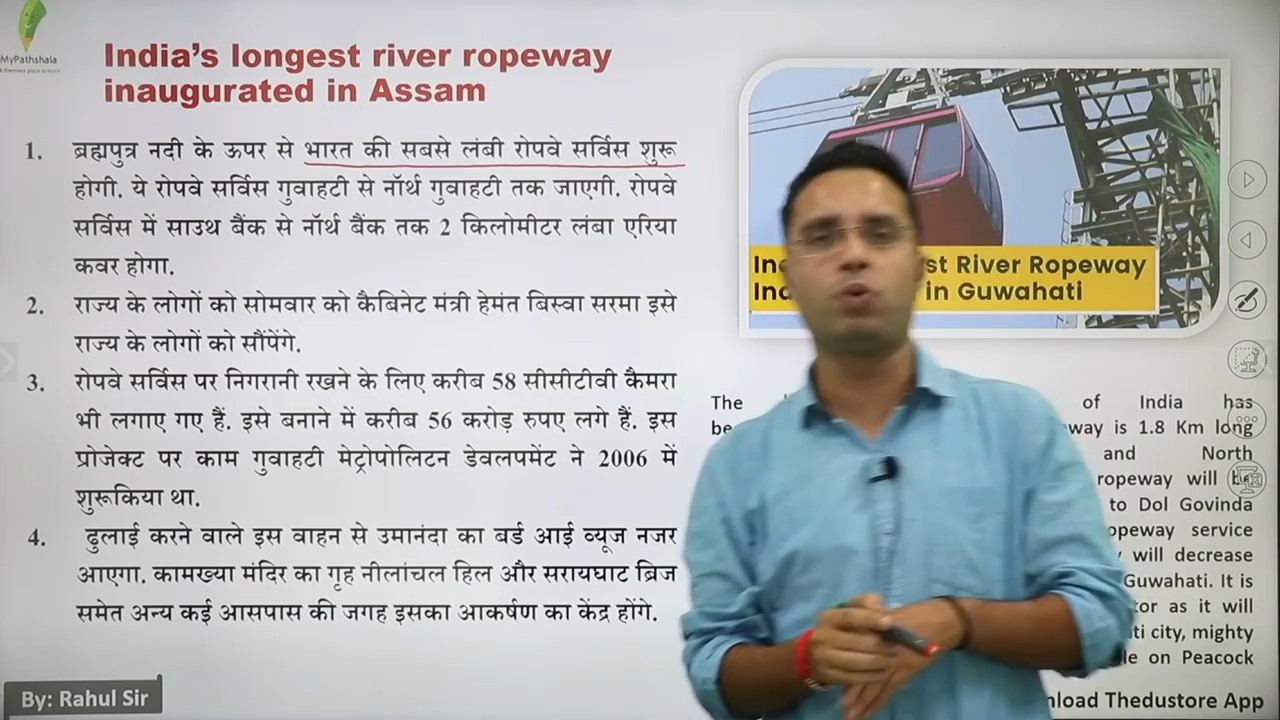 MyPathshala
India's longest river ropeway
inaugurated in Assam
1. ब्रह्मपुत्र नदी के ऊपर से भारत की सबसे लंबी रोपवे सर्विस शुरू
होगी. ये रोपवे सर्विस गुवाहटी से नॉर्थ गुवाहटी तक जाएगी. रोपवे
सर्विस में साउथ बैंक से नॉर्थ बैंक तक 2 किलोमीटर लंबा एरिया
कवर होगा.
2. राज्य के लोगों को सोमवार को कैबिनेट मंत्री हेमंत बिस्वा सरमा इसे
राज्य के लोगों को सौंपेंगे.
3. रोपवे सर्विस पर निगरानी रखने के लिए करीब 58 सीसीटीवी कैमरा
भी लगाए गए हैं. इसे बनाने में करीब 56 करोड़ रुपए लगे हैं. इस
प्रोजेक्ट पर काम गुवाहटी मेट्रोपोलिटन डेवलपमेंट ने 2006 में
शुरूकिया था.
4. ढुलाई करने वाले इस वाहन से उमानंदा का बर्ड आई व्यूज नजर
आएगा. कामख्या मंदिर का गृह नीलांचल हिल और सरायघाट ब्रिज
समेत अन्य कई आसपास की जगह इसका आकर्षण का केंद्र होंगे.
st River Ropeway
in Guwahati
The of India has
is 1.8 Km long
and North
ropeway will be
to Dol Govinda
service
will decrease
Guwahati. It is
as it will
city, mighty
on Peacock
By: Rahul Sir
Thedustore App